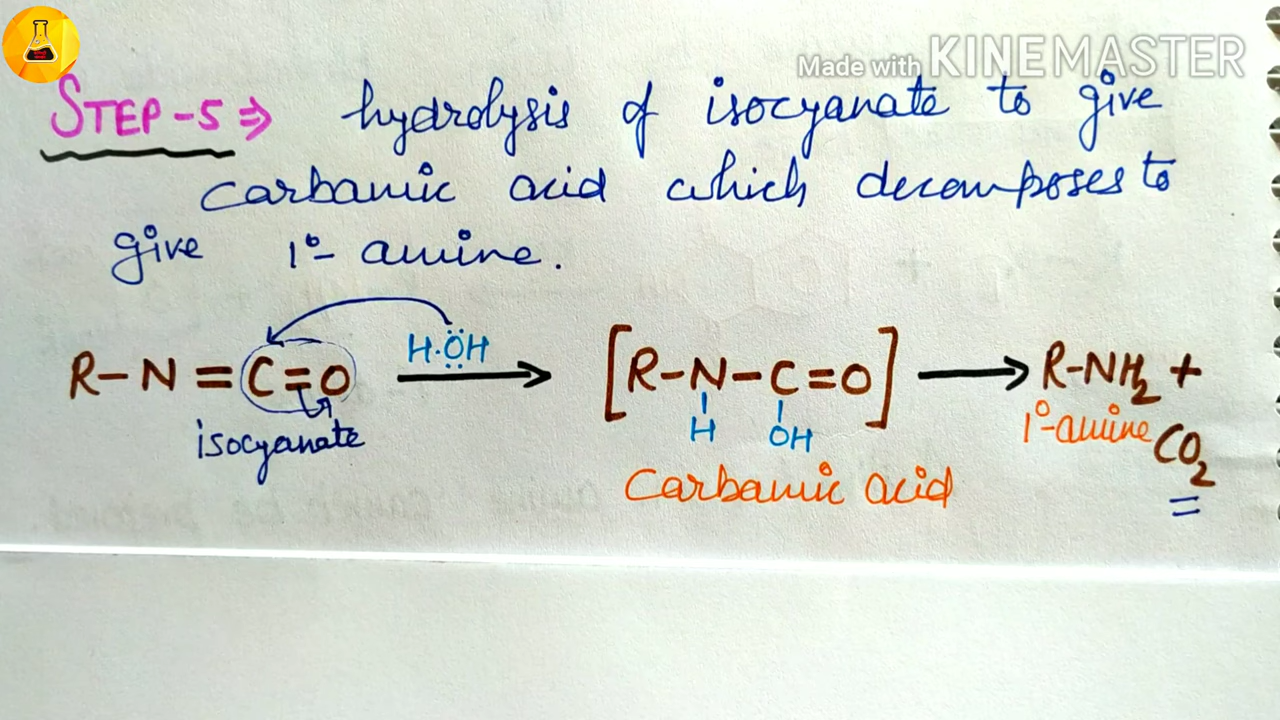 Made with KINEMASTER
STEP-5 ⇒ hydrolysis of isocyanate to give
carbamic acid which decomposes to
give 1°- amine.
R-N=C=O H-ÖH [R-N-C=O] R-NH₂ +
H OH
isocyanate
1°-amine
CO₂
Carbamic acid